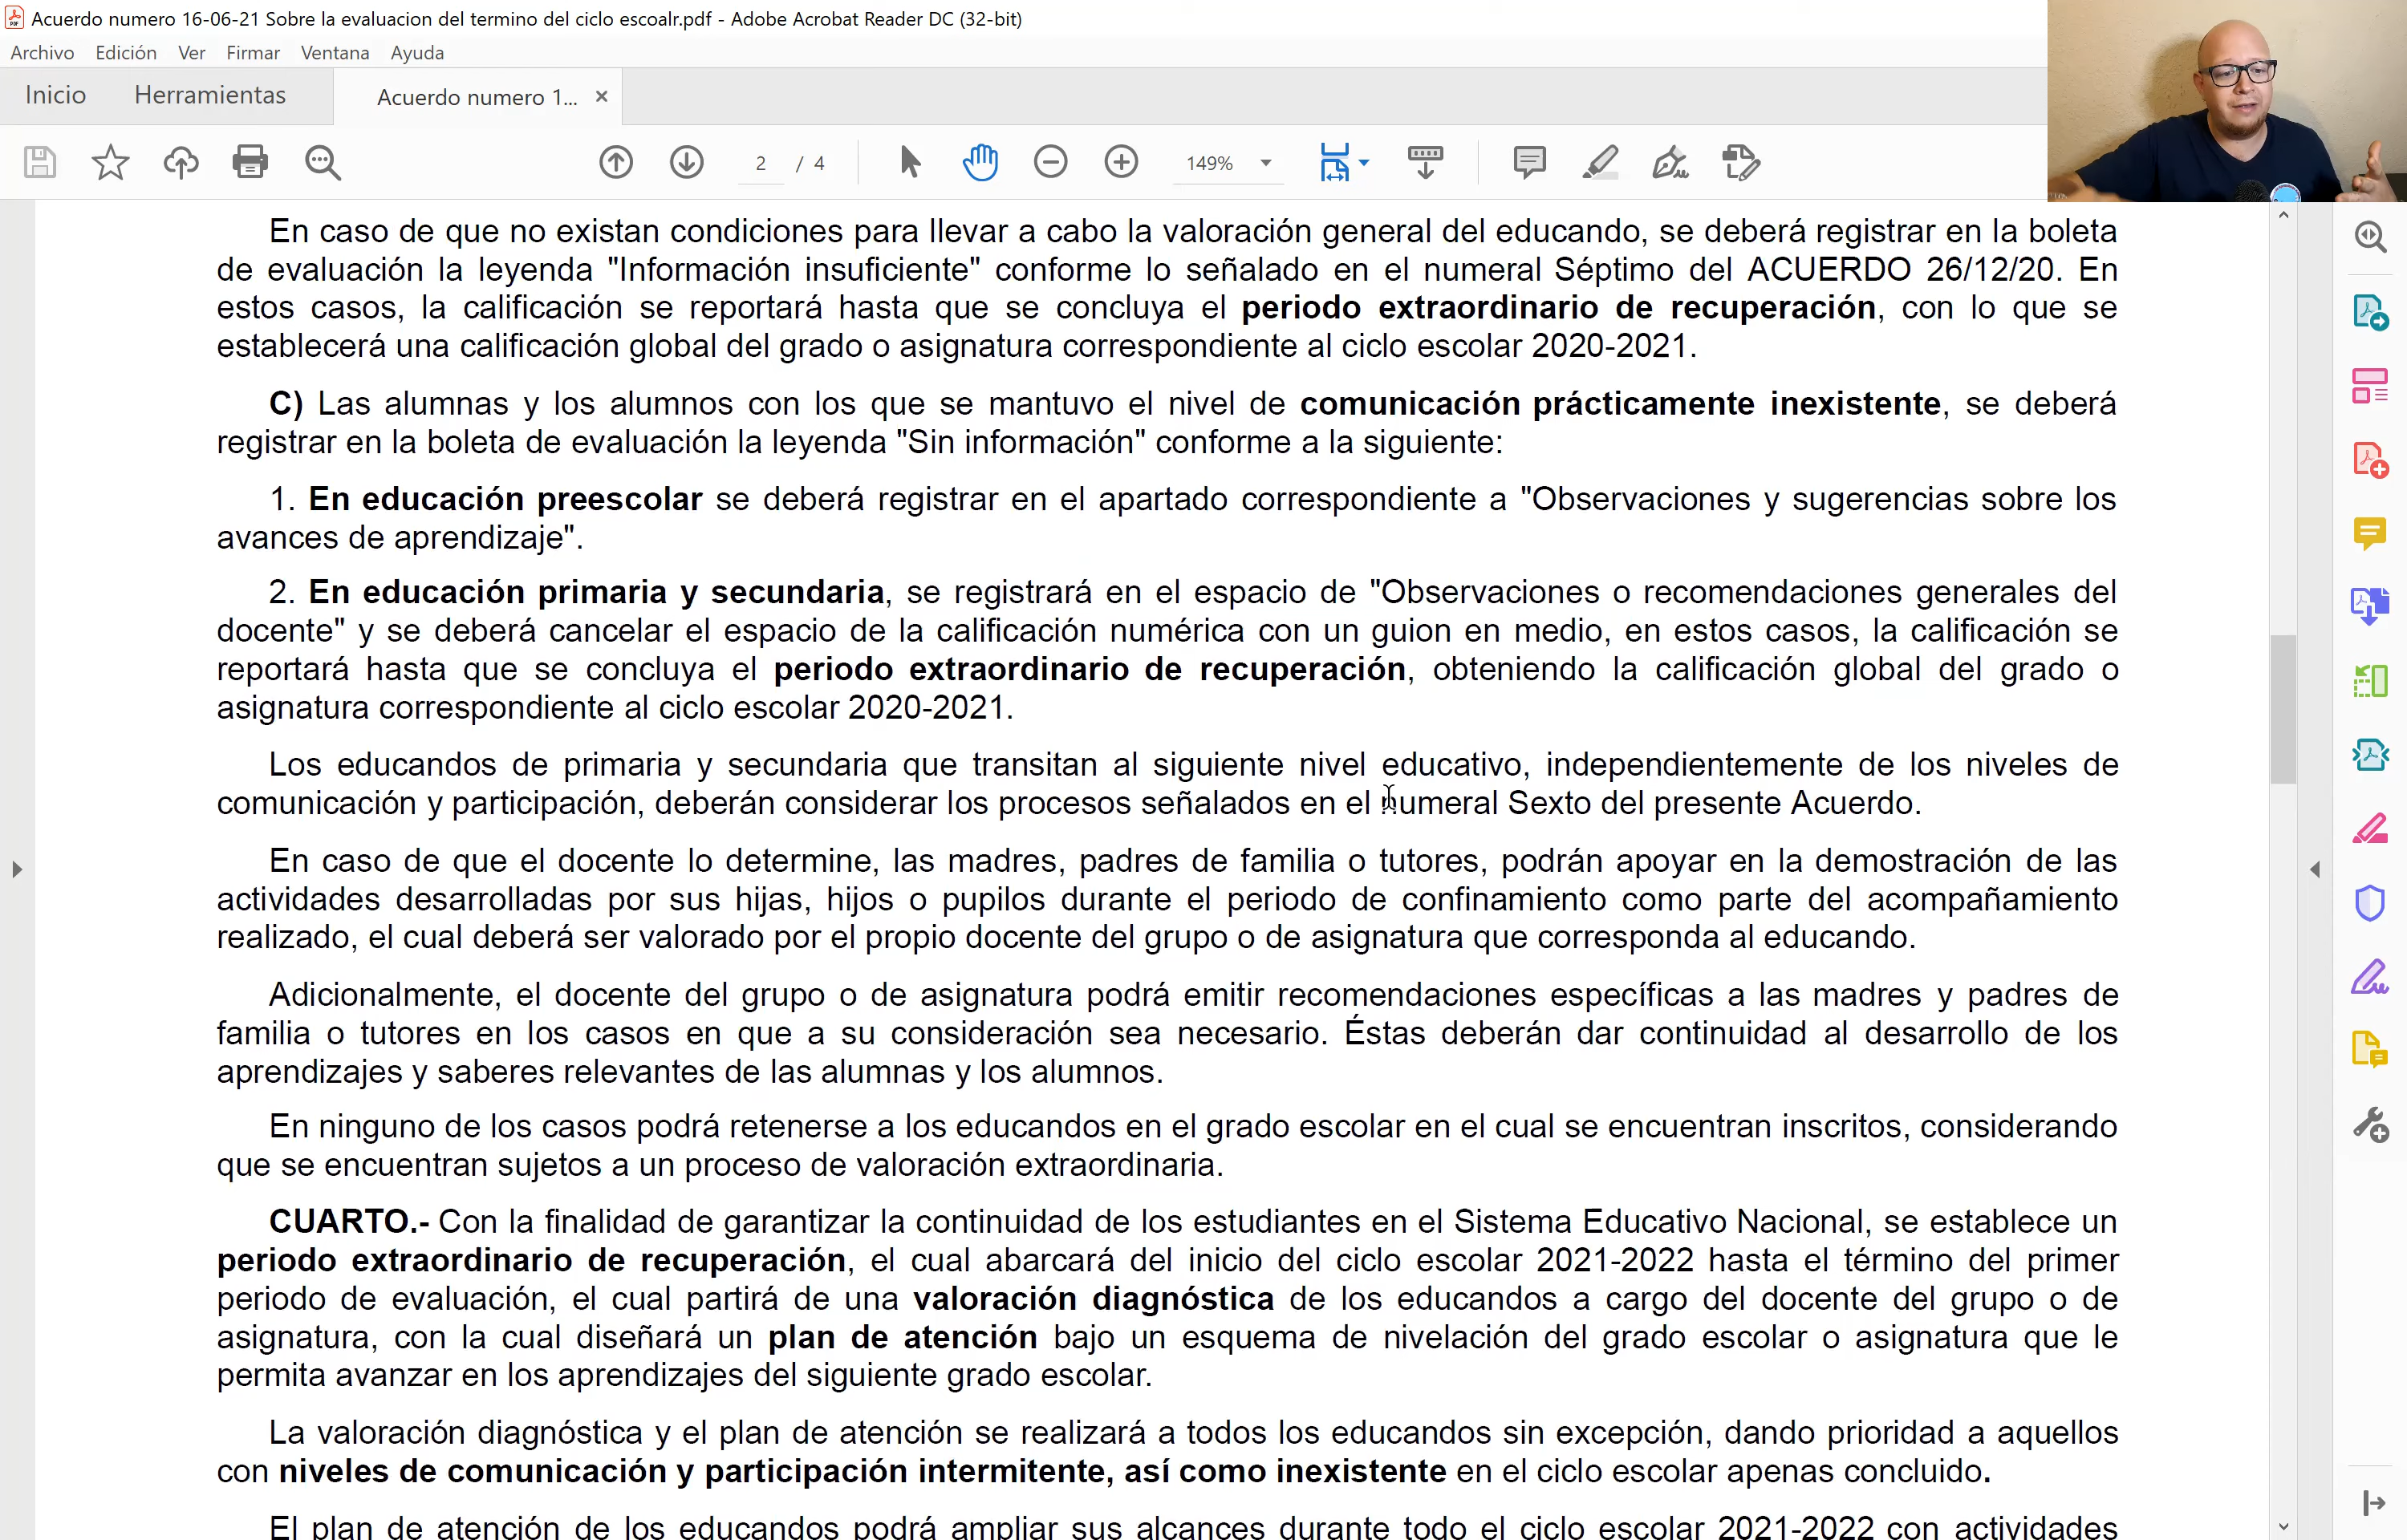 Acuerdo numero 16-06-21 Sobre la evaluacion del termino del ciclo escoalr.pdf - Adobe Acrobat Reader DC (32-bit)
Archivo Edición Ver Firmar Ventana Ayuda
Inicio Herramientas Acuerdo numero 1... ×
2 / 4 149%
En caso de que no existan condiciones para llevar a cabo la valoración general del educando, se deberá registrar en la boleta
de evaluación la leyenda "Información insuficiente" conforme lo señalado en el numeral Séptimo del ACUERDO 26/12/20. En
estos casos, la calificación se reportará hasta que se concluya el periodo extraordinario de recuperación, con lo que se
establecerá una calificación global del grado o asignatura correspondiente al ciclo escolar 2020-2021.
C) Las alumnas y los alumnos con los que se mantuvo el nivel de comunicación prácticamente inexistente, se deberá
registrar en la boleta de evaluación la leyenda "Sin información" conforme a la siguiente:
1. En educación preescolar se deberá registrar en el apartado correspondiente a "Observaciones y sugerencias sobre los
avances de aprendizaje".
2. En educación primaria y secundaria, se registrará en el espacio de "Observaciones o recomendaciones generales del
docente" y se deberá cancelar el espacio de la calificación numérica con un guion en medio, en estos casos, la calificación se
reportará hasta que se concluya el periodo extraordinario de recuperación, obteniendo la calificación global del grado o
asignatura correspondiente al ciclo escolar 2020-2021.
Los educandos de primaria y secundaria que transitan al siguiente nivel educativo, independientemente de los niveles de
comunicación y participación, deberán considerar los procesos señalados en el numeral Sexto del presente Acuerdo.
En caso de que el docente lo determine, las madres, padres de familia o tutores, podrán apoyar en la demostración de las
actividades desarrolladas por sus hijas, hijos o pupilos durante el periodo de confinamiento como parte del acompañamiento
realizado, el cual deberá ser valorado por el propio docente del grupo o de asignatura que corresponda al educando.
Adicionalmente, el docente del grupo o de asignatura podrá emitir recomendaciones específicas a las madres y padres de
familia o tutores en los casos en que a su consideración sea necesario. Éstas deberán dar continuidad al desarrollo de los
aprendizajes y saberes relevantes de las alumnas y los alumnos.
En ninguno de los casos podrá retenerse a los educandos en el grado escolar en el cual se encuentran inscritos, considerando
que se encuentran sujetos a un proceso de valoración extraordinaria.
CUARTO.- Con la finalidad de garantizar la continuidad de los estudiantes en el Sistema Educativo Nacional, se establece un
periodo extraordinario de recuperación, el cual abarcará del inicio del ciclo escolar 2021-2022 hasta el término del primer
periodo de evaluación, el cual partirá de una valoración diagnóstica de los educandos a cargo del docente del grupo o de
asignatura, con la cual diseñará un plan de atención bajo un esquema de nivelación del grado escolar o asignatura que le
permita avanzar en los aprendizajes del siguiente grado escolar.
La valoración diagnóstica y el plan de atención se realizará a todos los educandos sin excepción, dando prioridad a aquellos
con niveles de comunicación y participación intermitente, así como inexistente en el ciclo escolar apenas concluido.
El plan de atención de los educandos podrá ampliar sus alcances durante todo el ciclo escolar 2021-2022 con actividades